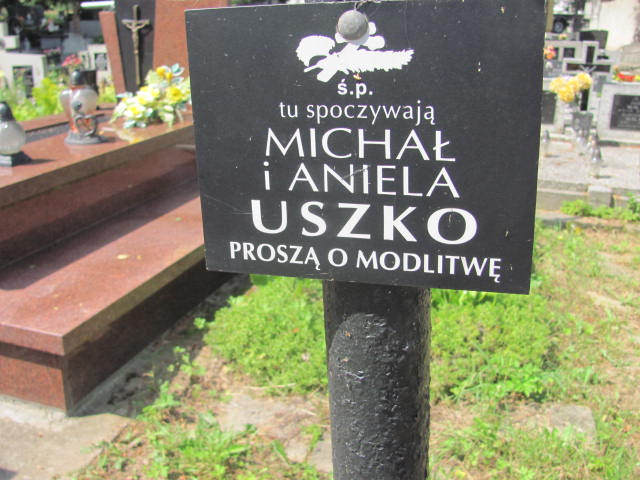 ś.p.
tu spoczywają
MICHAŁ
i ANIELA
USZKO
PROSZĄ O MODLITWĘ